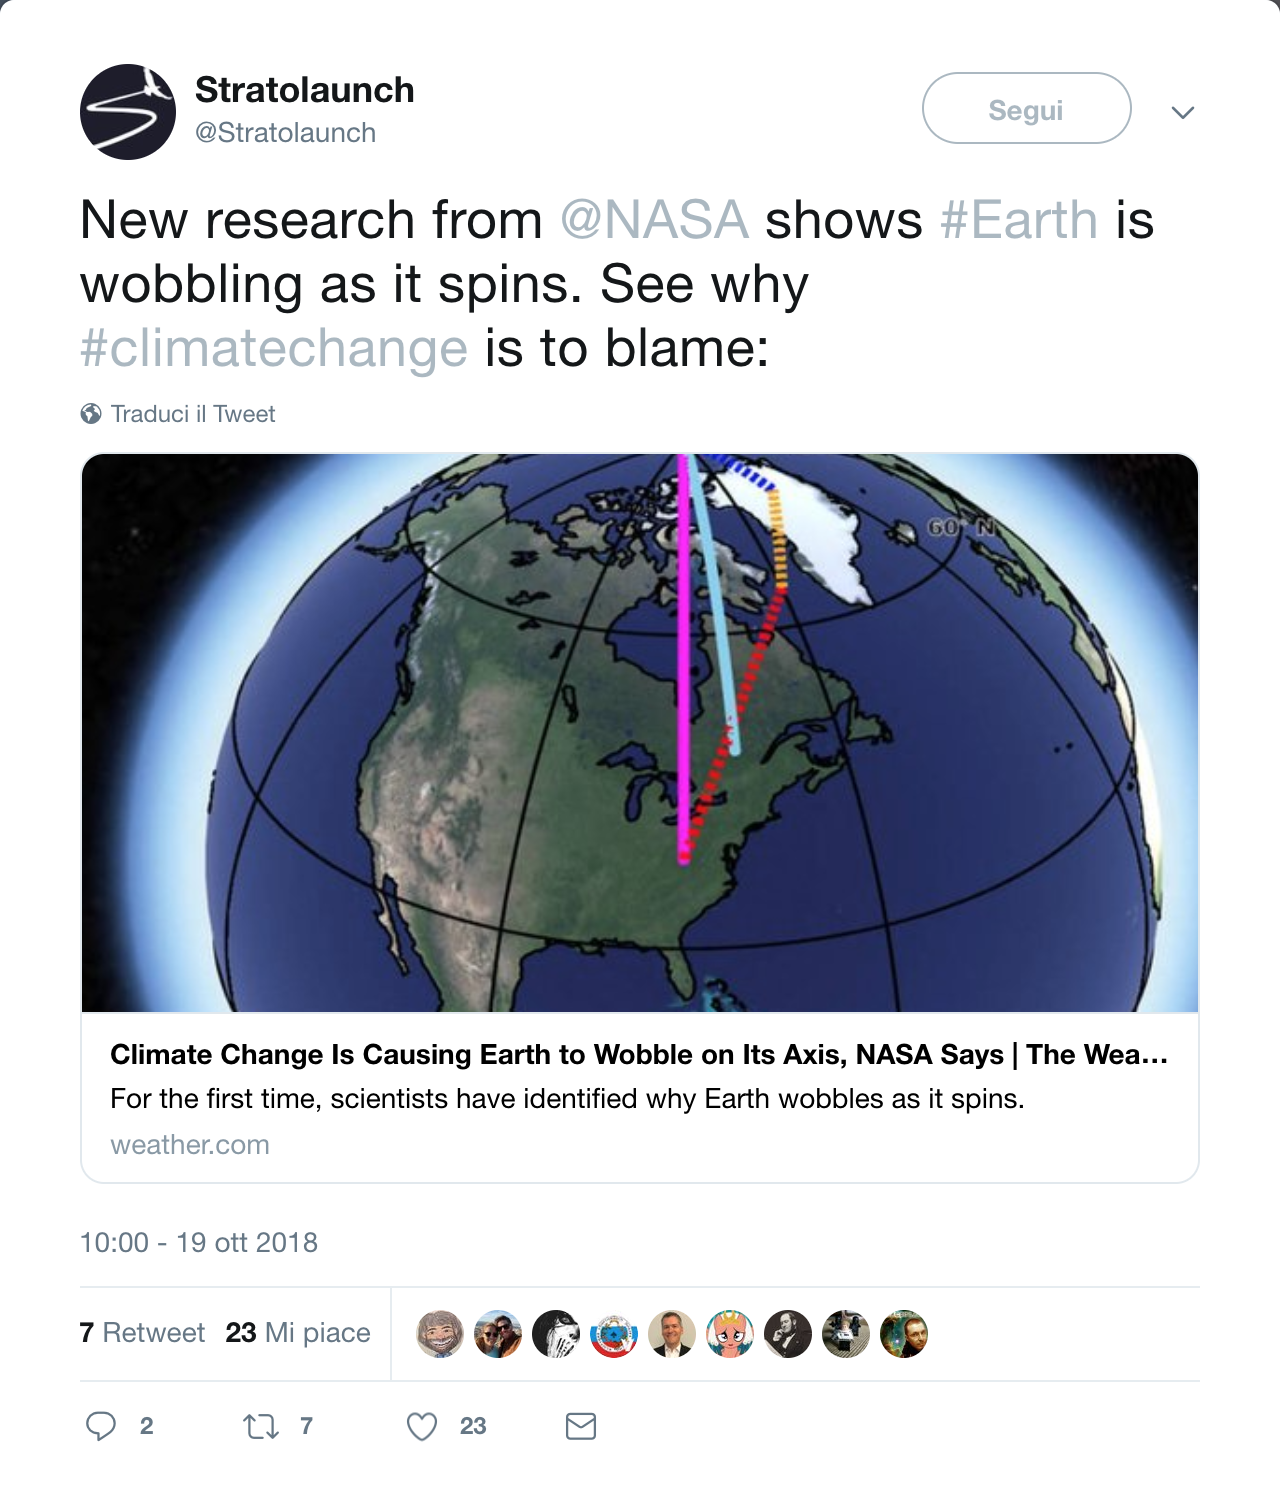 Stratolaunch
@Stratolaunch
Segui
New research from @NASA shows #Earth is
wobbling as it spins. See why
#climatechange is to blame:
Traduci il Tweet
60° N
Climate Change Is Causing Earth to Wobble on Its Axis, NASA Says | The Wea...
For the first time, scientists have identified why Earth wobbles as it spins.
weather.com
10:00 - 19 ott 2018
7 Retweet 23 Mi piace
2 7 23